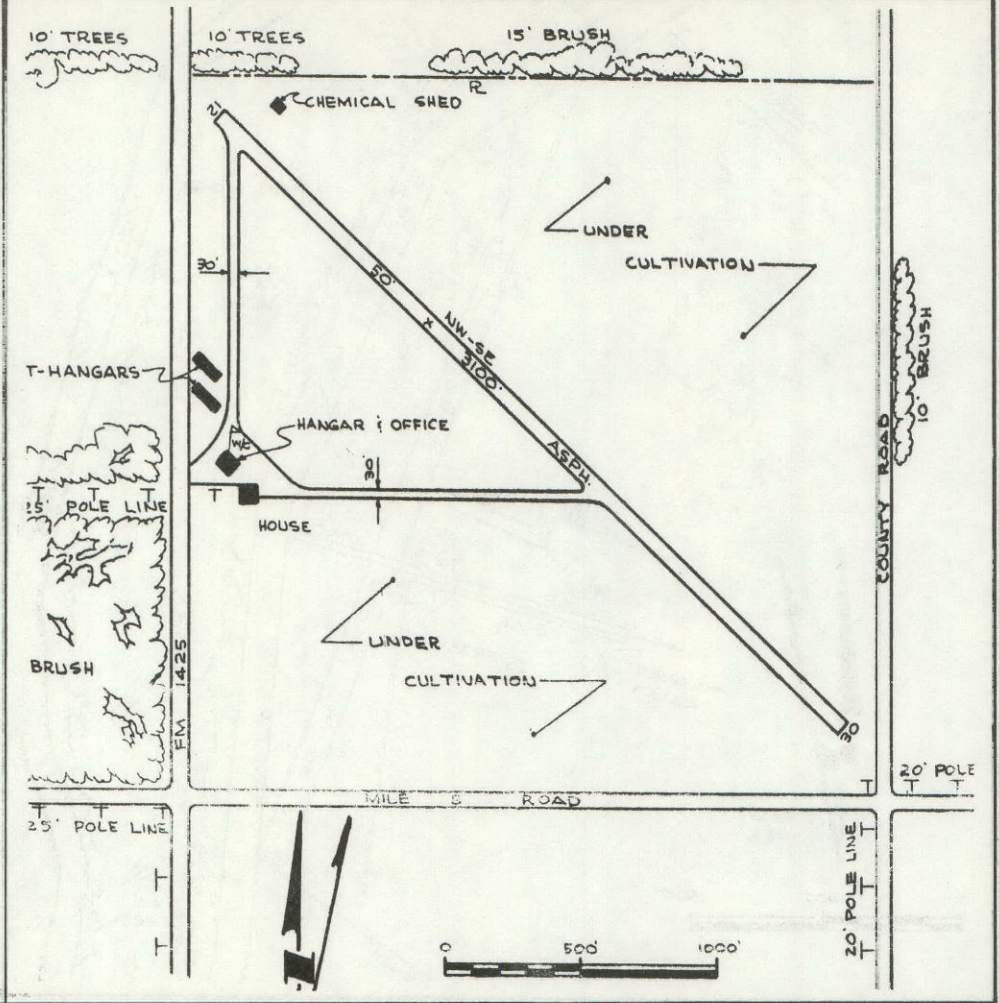 10' TREES
10' TREES
15' BRUSH
PL
CHEMICAL SHED
12
UNDER
CULTIVATION
30'
50'
NW-SE
3100'
10' BRUSH
T-HANGARS
HANGAR & OFFICE
ASPH.
COUNTY ROAD
30'
25' POLE LINE
HOUSE
UNDER
CULTIVATION
BRUSH
FM 1425
30
20' POLE
MILE 8 ROAD
25' POLE LINE
20' POLE LINE
0 500' 1000'